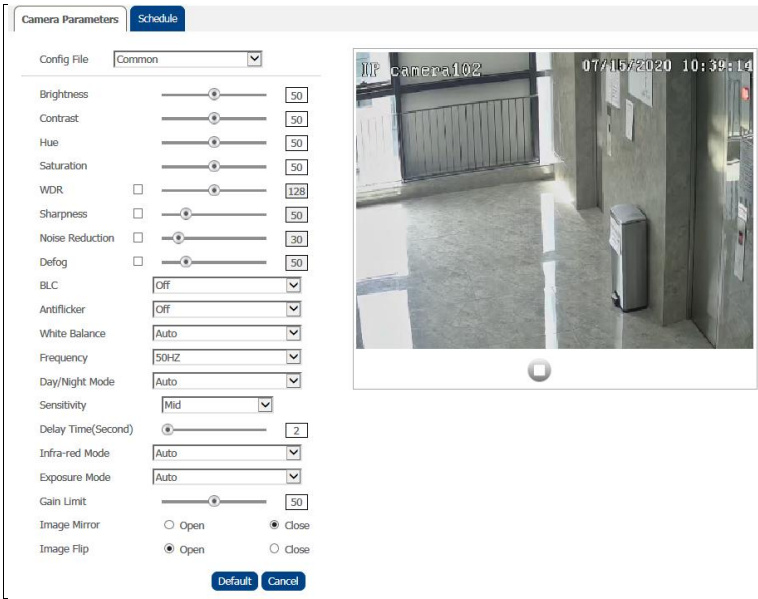 Camera Parameters Schedule
Config File Common
Brightness 50
Contrast 50
Hue 50
Saturation 50
WDR 128
Sharpness 50
Noise Reduction 30
Defog 50
BLC Off
Antiflicker Off
White Balance Auto
Frequency 50HZ
Day/Night Mode Auto
Sensitivity Mid
Delay Time(Second) 2
Infra-red Mode Auto
Exposure Mode Auto
Gain Limit 50
Image Mirror Open Close
Image Flip Open Close
Default Cancel
IP camera102 07/15/2020 10:39:14